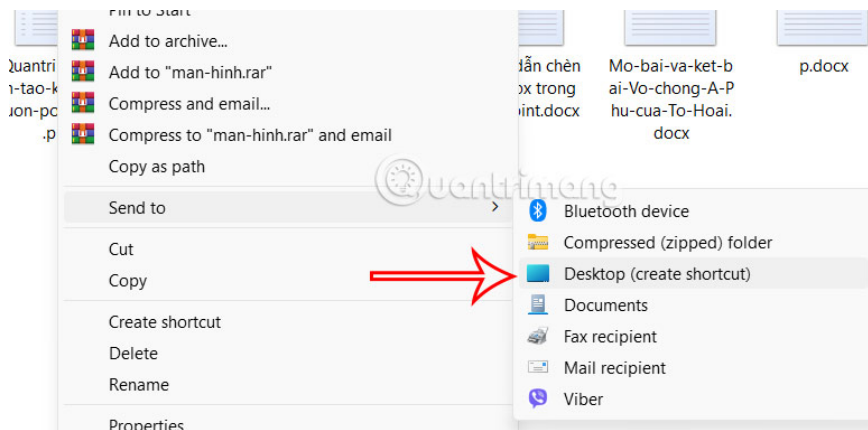 Pin to Start
Add to archive...
Add to "man-hinh.rar"
Compress and email...
Compress to "man-hinh.rar" and email
Copy as path
Send to
Cut
Copy
Create shortcut
Delete
Rename
Properties
Quantrimang
Bluetooth device
Compressed (zipped) folder
Desktop (create shortcut)
Documents
Fax recipient
Mail recipient
Viber
Quantri
n-tao-k
uon-po
.p
dẫn chèn
ox trong
oint.docx
Mo-bai-va-ket-b
ai-Vo-chong-A-P
hu-cua-To-Hoai.
docx
p.docx